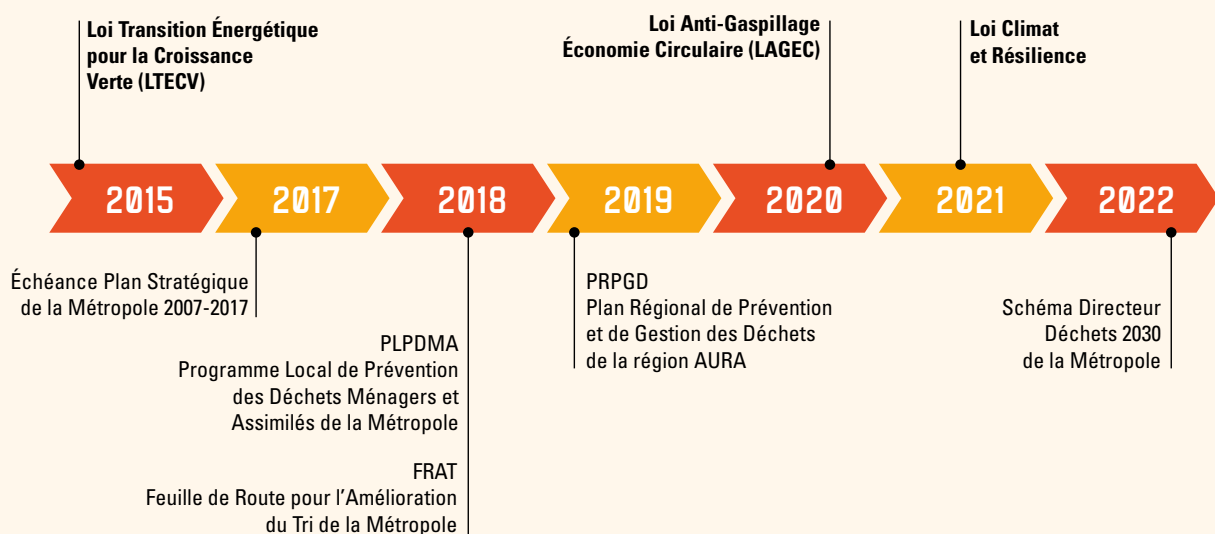 Loi Transition Énergétique
pour la Croissance
Verte (LTECV)
Loi Anti-Gaspillage
Économie Circulaire (LAGEC)
Loi Climat
et Résilience
2015
2017
2018
2019
2020
2021
2022
Échéance Plan Stratégique
de la Métropole 2007-2017
PLPDMA
Programme Local de Prévention
des Déchets Ménagers et
Assimilés de la Métropole
FRAT
Feuille de Route pour l'Amélioration
du Tri de la Métropole
PRPGD
Plan Régional de Prévention
et de Gestion des Déchets
de la région AURA
Schéma Directeur
Déchets 2030
de la Métropole